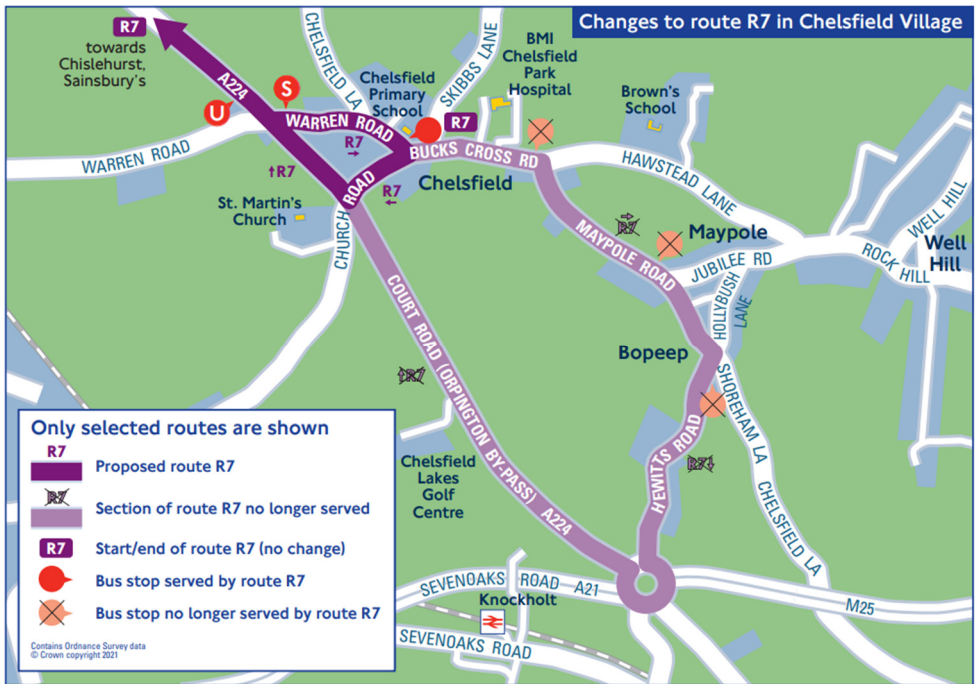 Changes to route R7 in Chelsfield Village
R7
towards
Chislehurst,
Sainsbury's
A224
U
S
CHELSFIELD LA
SKIBBS LANE
Chelsfield
Primary
School
BMI
Chelsfield
Park
Hospital
Brown's
School
WARREN ROAD
WARREN ROAD
R7
R7
R7
R7
BUCKS CROSS RD
HAWSTEAD LANE
Chelsfield
CHURCH ROAD
St. Martin's
Church
R7
Maypole
MAYPOLE ROAD
JUBILEE RD
ROCK HILL
WELL HILL
Well
Hill
HOLLYBUSH
LANE
Bopeep
COURT ROAD (ORPINGTON BY-PASS) A224
R7
SHOREHAM LA
CHELSFIELD LA
HEWITTS ROAD
R7
Chelsfield
Lakes
Golf
Centre
SEVENOAKS ROAD A21
M25
Knockholt
SEVENOAKS ROAD
Only selected routes are shown
R7
Proposed route R7
R7
Section of route R7 no longer served
R7
Start/end of route R7 (no change)
Bus stop served by route R7
Bus stop no longer served by route R7
Contains Ordnance Survey data
© Crown copyright 2021